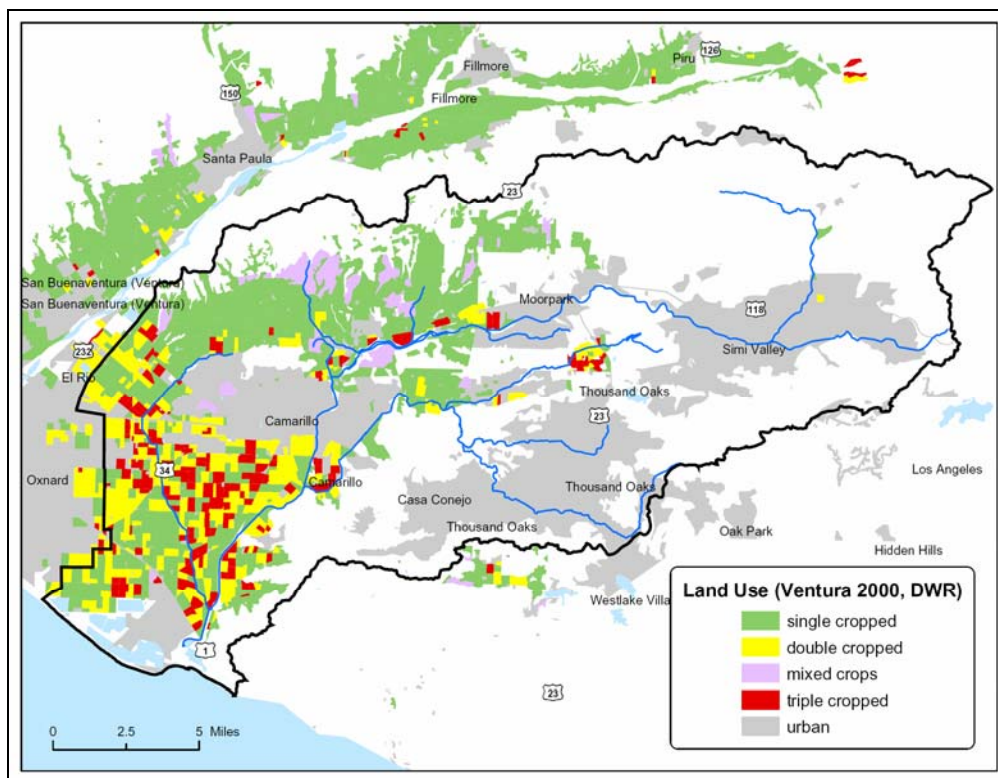 Fillmore
Piru
126
150
Fillmore
Santa Paula
23
San Buenaventura (Ventura)
San Buenaventura (Ventura)
Moorpark
118
232
Simi Valley
El Rio
Thousand Oaks
23
Camarillo
34
Oxnard
Camarillo
Los Angeles
Casa Conejo
Thousand Oaks
Thousand Oaks
Oak Park
Hidden Hills
Westlake Villa
1
23
Land Use (Ventura 2000, DWR)
single cropped
double cropped
mixed crops
triple cropped
urban
0 2.5 5 Miles